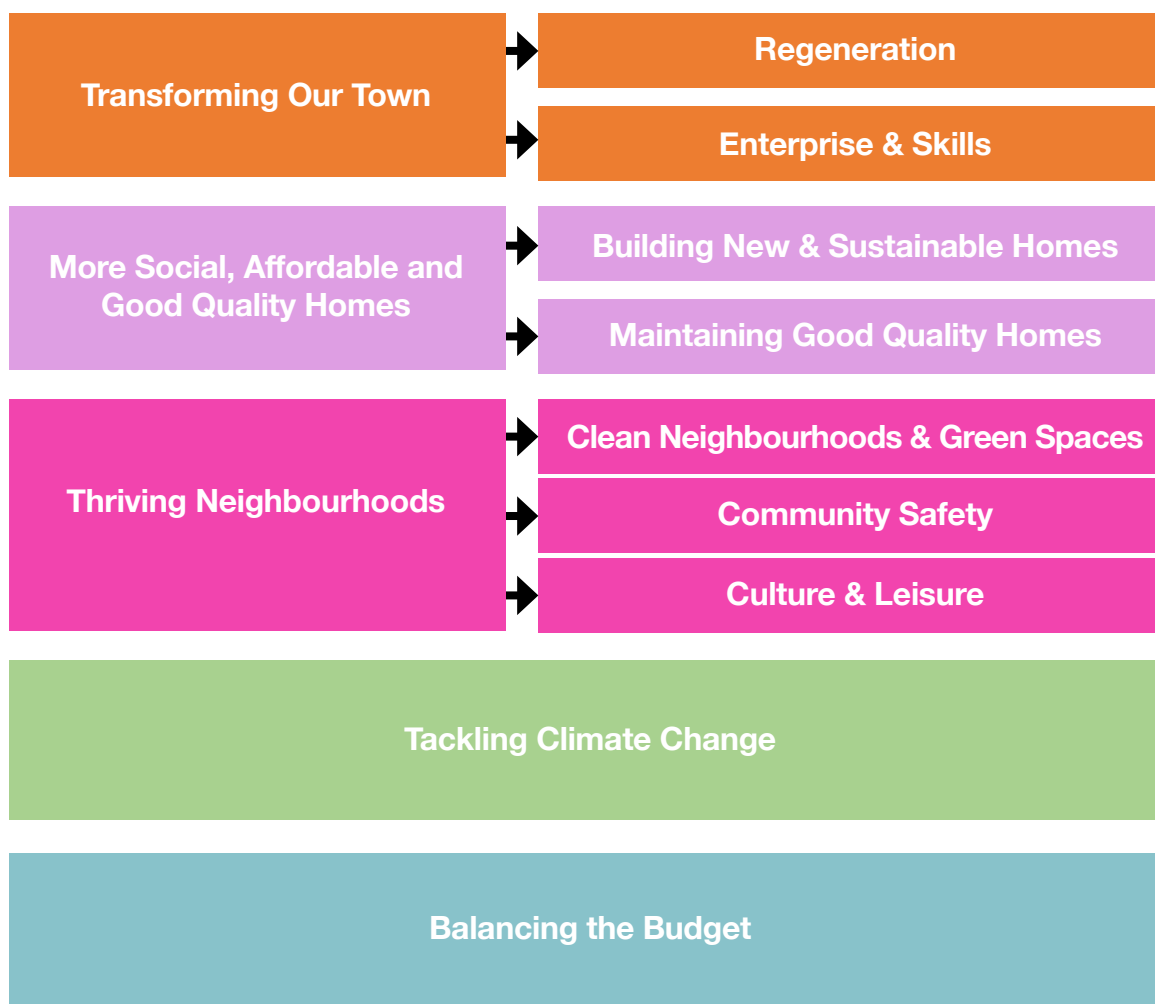 Transforming Our Town
Regeneration
Enterprise & Skills
More Social, Affordable and
Good Quality Homes
Building New & Sustainable Homes
Maintaining Good Quality Homes
Thriving Neighbourhoods
Clean Neighbourhoods & Green Spaces
Community Safety
Culture & Leisure
Tackling Climate Change
Balancing the Budget